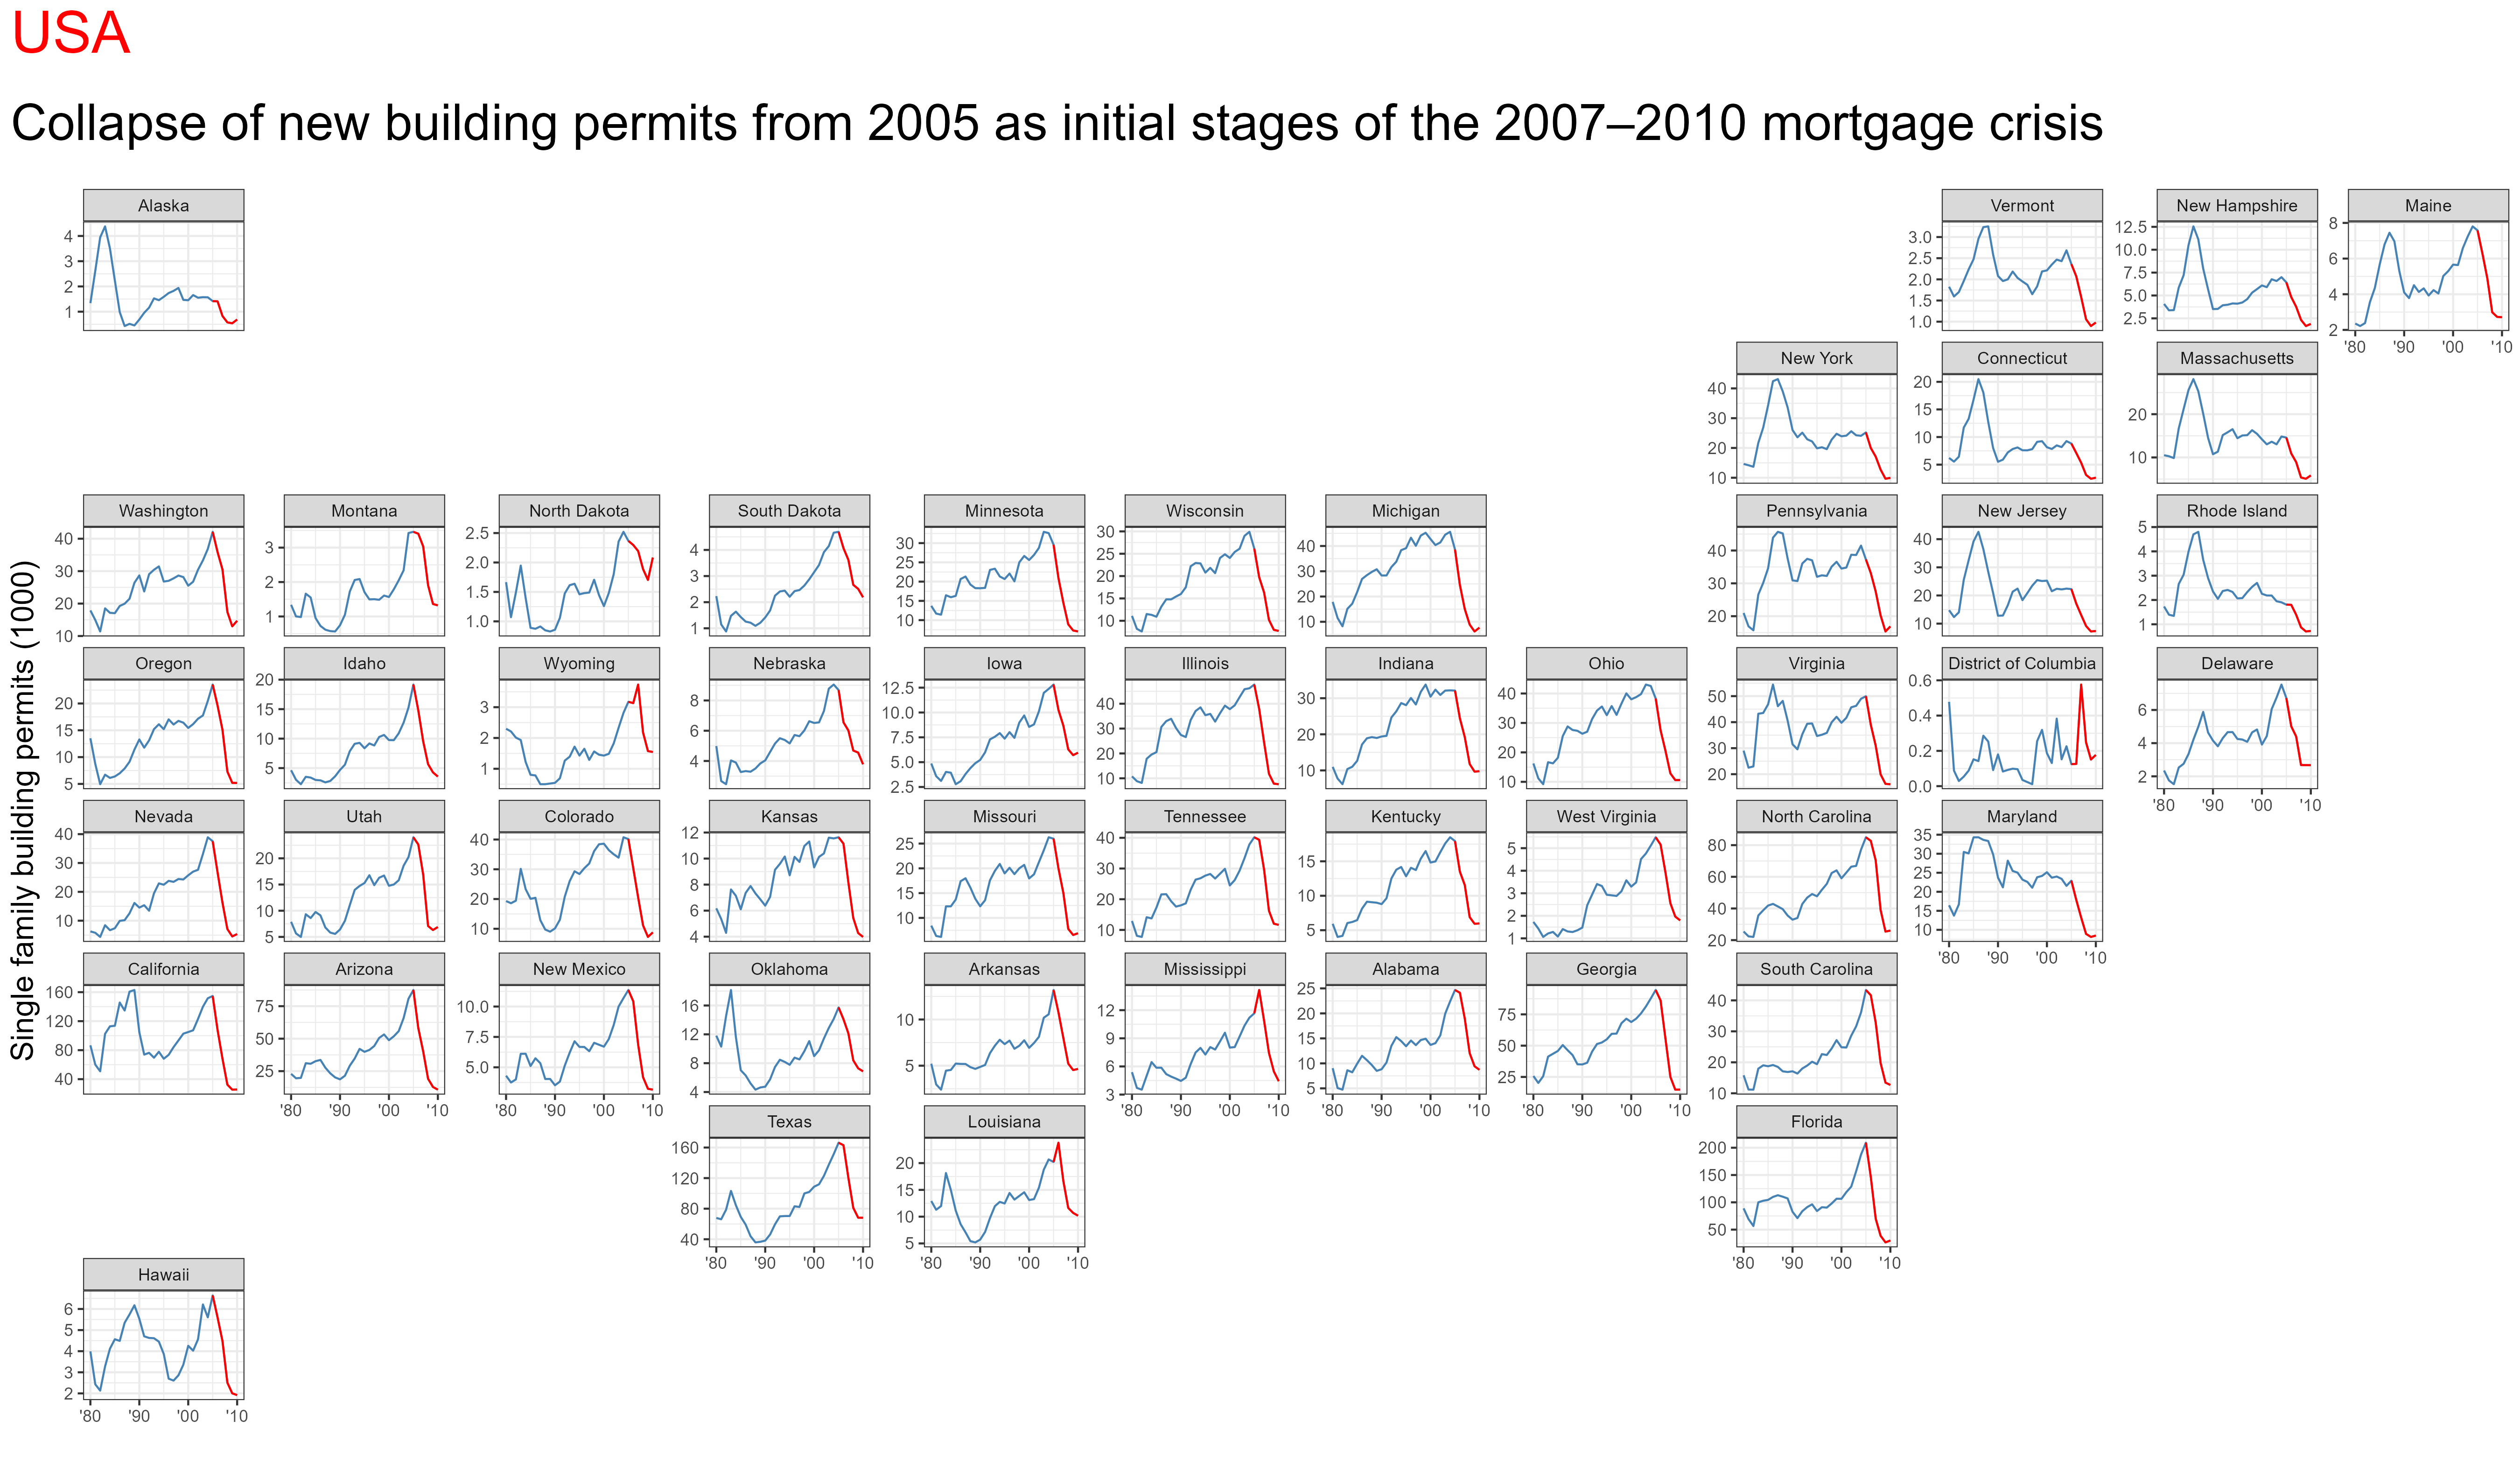 USA
Collapse of new building permits from 2005 as initial stages of the 2007–2010 mortgage crisis
Single family building permits (1000)
Alaska
4 3 2 1
Vermont
3.0 2.5 2.0 1.5 1.0
New Hampshire
12.5 10.0 7.5 5.0 2.5
Maine
8 6 4 2
'80 '90 '00 '10
New York
40 30 20 10
Connecticut
20 15 10 5
Massachusetts
20 10
Washington
40 30 20 10
Montana
3 2 1
North Dakota
2.5 2.0 1.5 1.0
South Dakota
4 3 2 1
Minnesota
30 25 20 15 10
Wisconsin
30 25 20 15 10
Michigan
40 30 20 10
Pennsylvania
40 30 20
New Jersey
40 30 20 10
Rhode Island
5 4 3 2 1
Oregon
20 15 10 5
Idaho
20 15 10 5
Wyoming
3 2 1
Nebraska
8 6 4
Iowa
12.5 10.0 7.5 5.0 2.5
Illinois
40 30 20 10
Indiana
30 20 10
Ohio
40 30 20 10
Virginia
50 40 30 20
District of Columbia
0.6 0.4 0.2 0.0
Delaware
6 4 2
'80 '90 '00 '10
Nevada
40 30 20 10
Utah
20 15 10 5
Colorado
40 30 20 10
Kansas
12 10 8 6 4
Missouri
25 20 15 10
Tennessee
40 30 20 10
Kentucky
15 10 5
West Virginia
5 4 3 2 1
North Carolina
80 60 40 20
Maryland
35 30 25 20 15 10
'80 '90 '00 '10
California
160 120 80 40
Arizona
75 50 25
'80 '90 '00 '10
New Mexico
10.0 7.5 5.0
'80 '90 '00 '10
Oklahoma
16 12 8 4
Arkansas
10 5
Mississippi
12 9 6 3
'80 '90 '00 '10
Alabama
25 20 15 10 5
'80 '90 '00 '10
Georgia
75 50 25
'80 '90 '00 '10
South Carolina
40 30 20 10
Texas
160 120 80 40
'80 '90 '00 '10
Louisiana
20 15 10 5
'80 '90 '00 '10
Florida
200 150 100 50
'80 '90 '00 '10
Hawaii
6 5 4 3 2
'80 '90 '00 '10